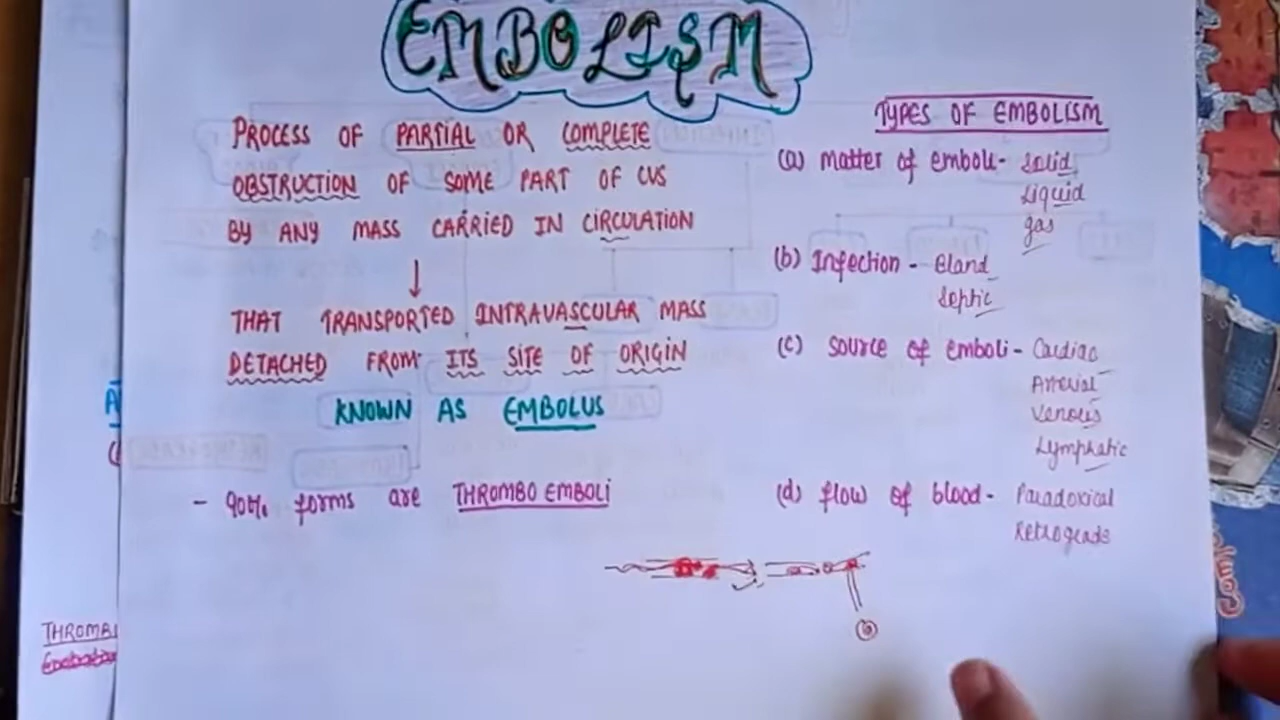 EMBOLISM
PROCESS OF PARTIAL OR COMPLETE
OBSTRUCTION OF SOME PART OF CVS
BY ANY MASS CARRIED IN CIRCULATION
↓
THAT TRANSPORTED INTRAVASCULAR MASS
DETACHED FROM ITS SITE OF ORIGIN
KNOWN AS EMBOLUS
- 90% forms are THROMBO EMBOLI
TYPES OF EMBOLISM
(a) Matter of emboli - Solid
Liquid
gas
(b) Infection - Bland
Septic
(c) Source of emboli - Cardiac
Arterial
Venous
Lymphatic
(d) flow of blood - Paradoxical
Retrograde
THROMB